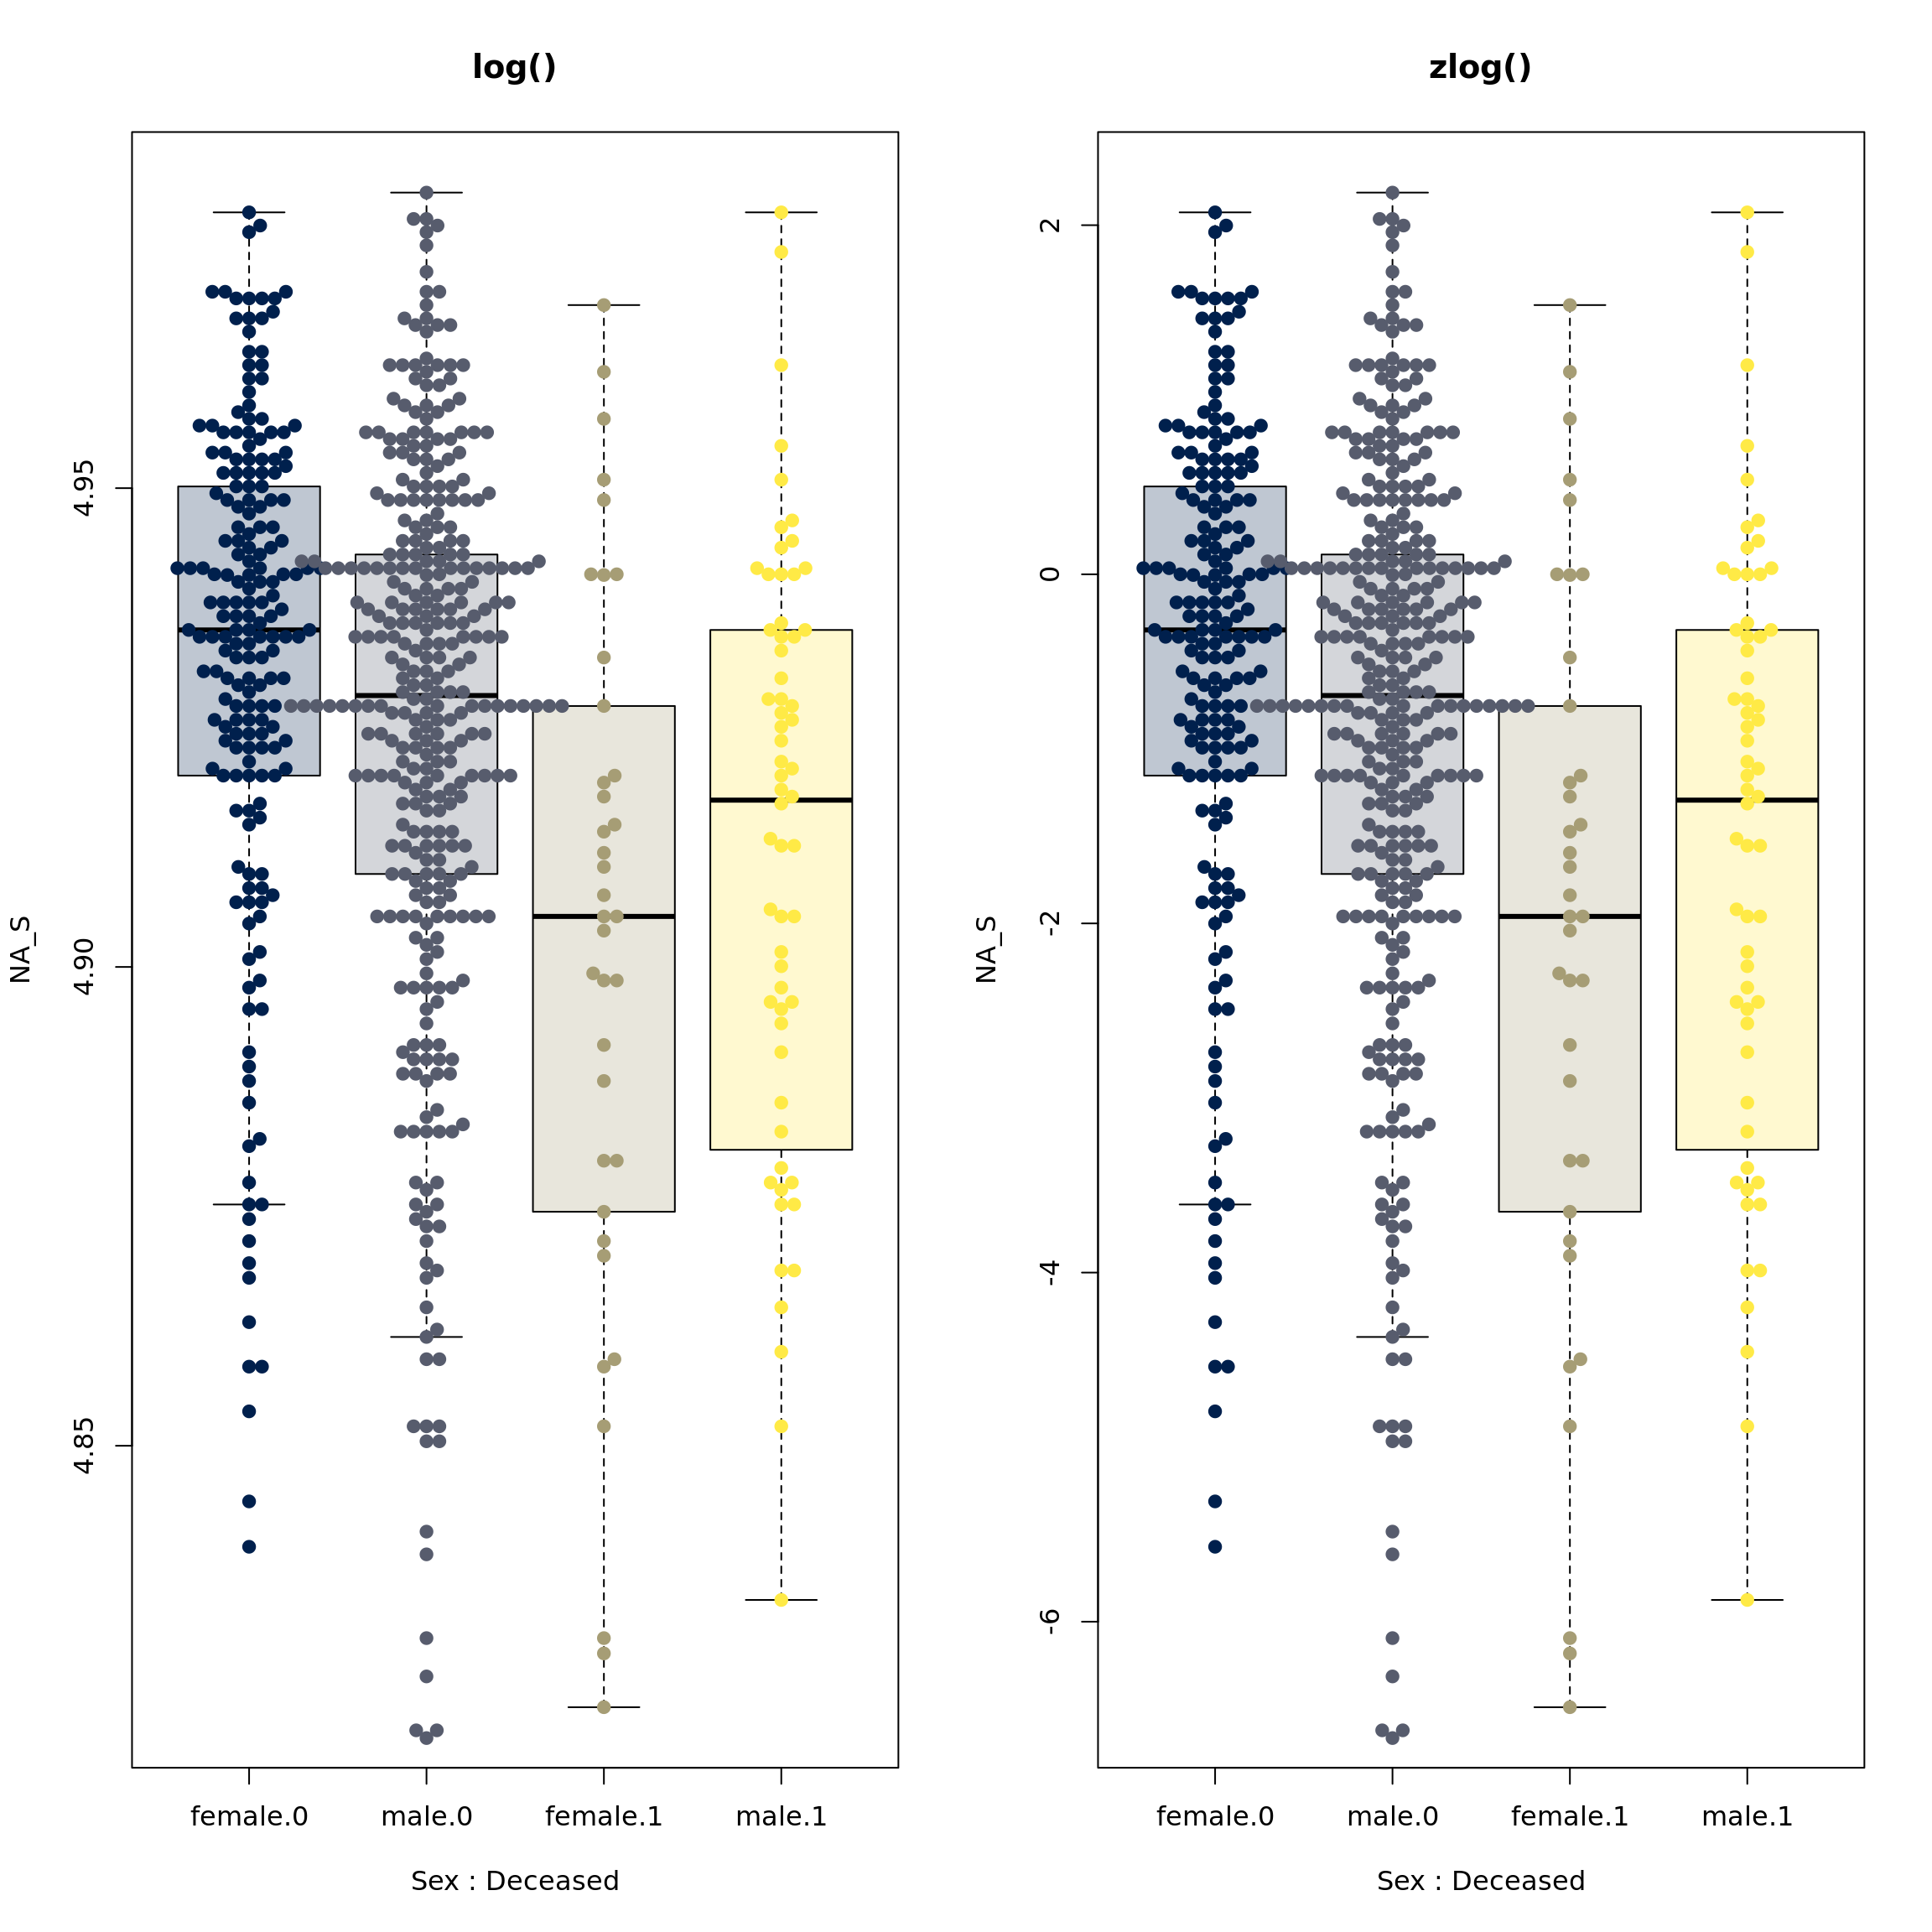 log()
NA_S
4.95
4.90
4.85
female.0 male.0 female.1 male.1
Sex : Deceased
zlog()
NA_S
2
0
-2
-4
-6
female.0 male.0 female.1 male.1
Sex : Deceased